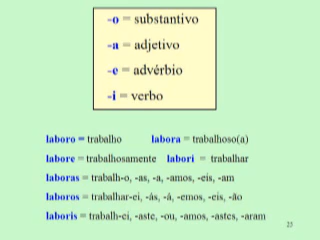 -o = substantivo
-a = adjetivo
-e = advérbio
-i = verbo
laboro = trabalho labora = trabalhoso(a)
labore = trabalhosamente labori = trabalhar
laboras = trabalh-o, -as, -a, -amos, -eis, -am
laboros = trabalhar-ei, -ás, -á, -emos, -eis, -ão
laboris = trabalh-ei, -aste, -ou, -amos, -astes, -aram
25